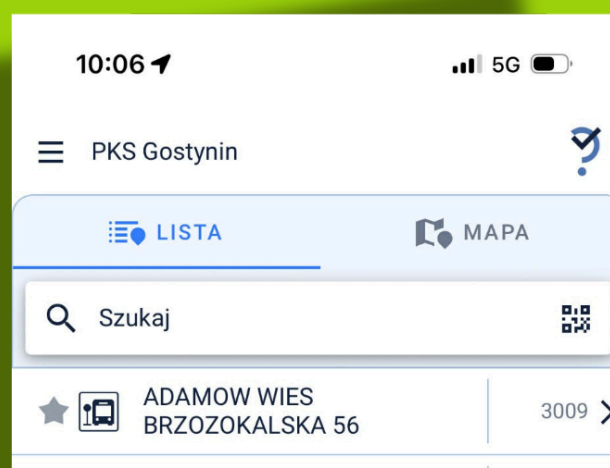 10:06
5G
PKS Gostynin
LISTA
MAPA
Szukaj
ADAMOW WIES
BRZOZOKALSKA 56
3009